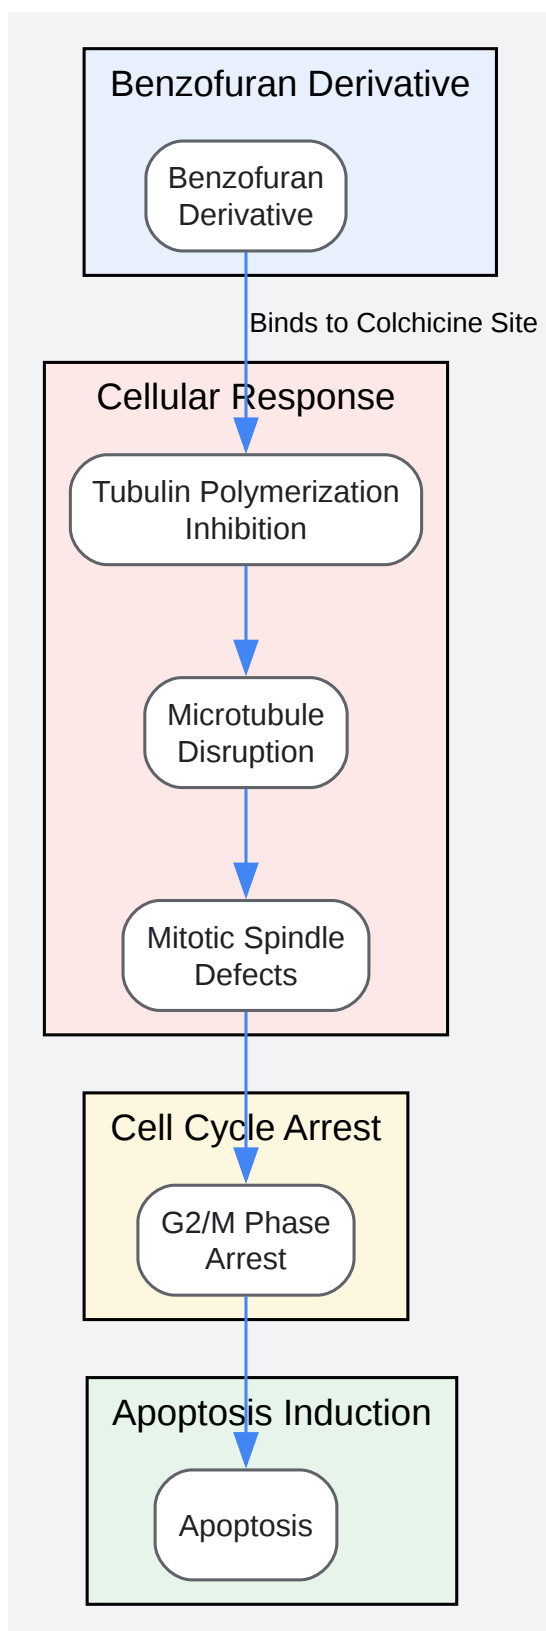 Benzofuran Derivative
Benzofuran
Derivative
Binds to Colchicine Site
Cellular Response
Tubulin Polymerization
Inhibition
Microtubule
Disruption
Mitotic Spindle
Defects
Cell Cycle Arrest
G2/M Phase
Arrest
Apoptosis Induction
Apoptosis